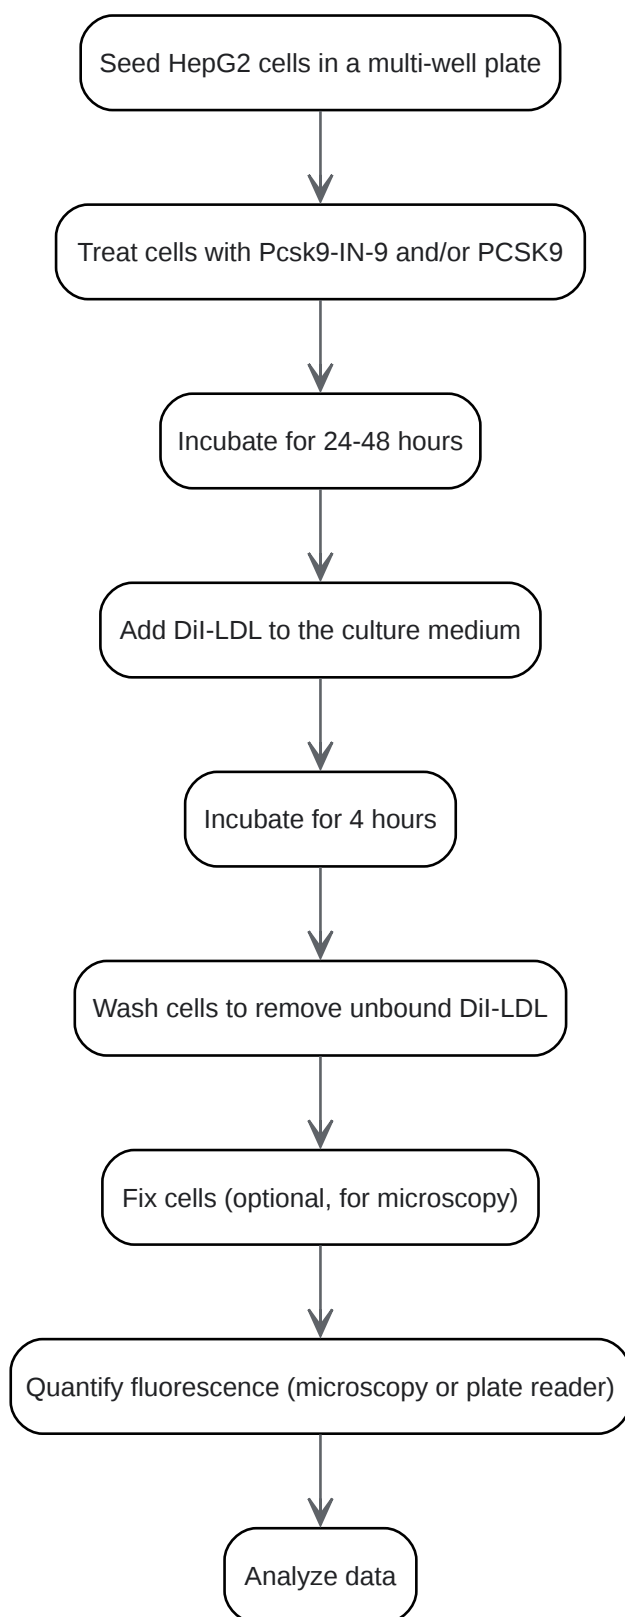 Seed HepG2 cells in a multi-well plate
Treat cells with Pcsk9-IN-9 and/or PCSK9
Incubate for 24-48 hours
Add DiI-LDL to the culture medium
Incubate for 4 hours
Wash cells to remove unbound DiI-LDL
Fix cells (optional, for microscopy)
Quantify fluorescence (microscopy or plate reader)
Analyze data